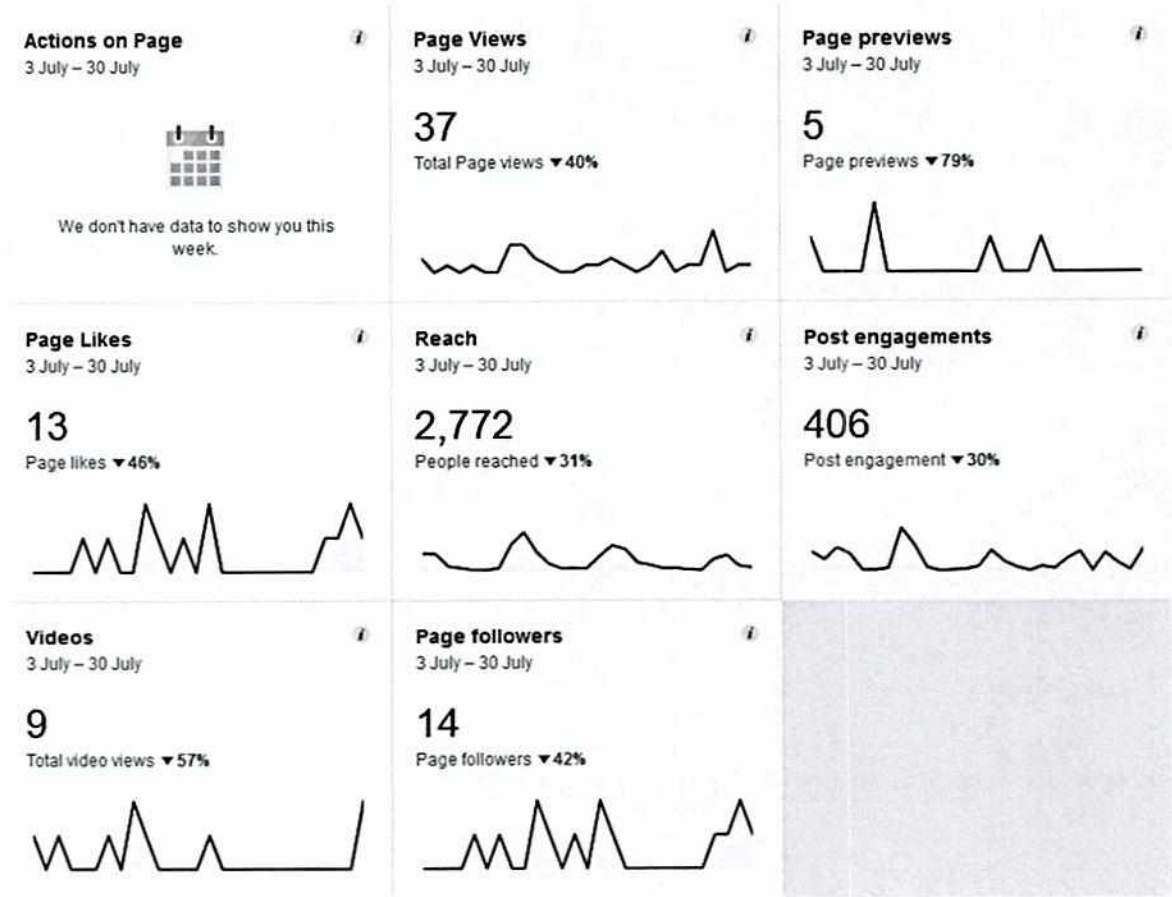 Actions on Page
3 July – 30 July
We don't have data to show you this
week.
Page Views
3 July – 30 July
37
Total Page views ▼40%
Page previews
3 July – 30 July
5
Page previews ▼79%
Page Likes
3 July – 30 July
13
Page likes ▼46%
Reach
3 July – 30 July
2,772
People reached ▼31%
Post engagements
3 July – 30 July
406
Post engagement ▼30%
Videos
3 July – 30 July
9
Total video views ▼57%
Page followers
3 July – 30 July
14
Page followers ▼42%